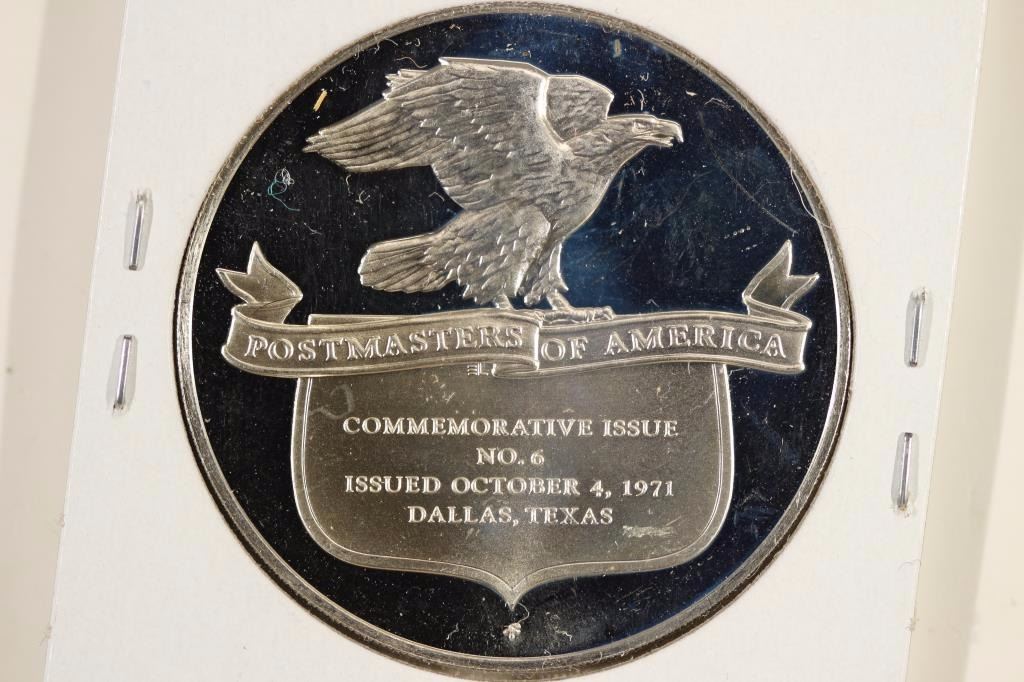 POSTMASTERS OF AMERICA
COMMEMORATIVE ISSUE
NO. 6
ISSUED OCTOBER 4, 1971
DALLAS, TEXAS